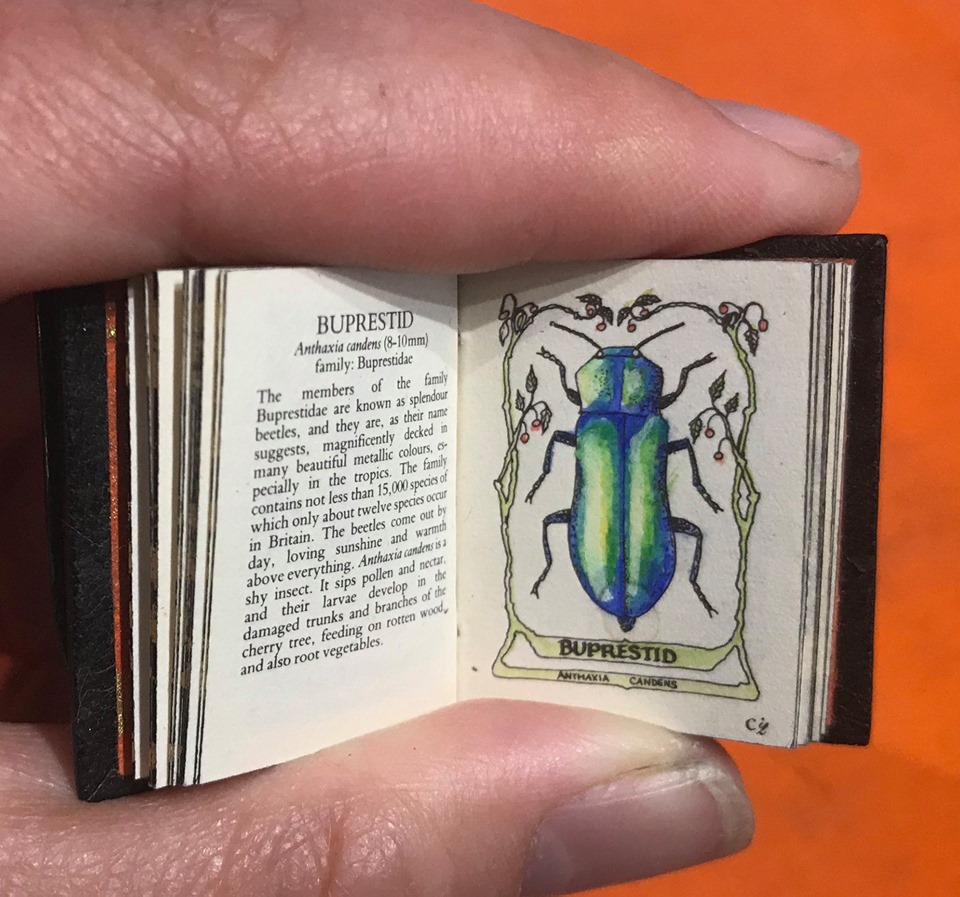 BUPRESTID
Anthaxia candens (8-10mm)
family: Buprestidae
The members of the family
Buprestidae are known as splendour
beetles, and they are, as their name
suggests, magnificently decked in
many beautiful metallic colours, es-
pecially in the tropics. The family
contains not less than 15,000 species of
which only about twelve species occur
in Britain. The beetles come out by
day, loving sunshine and warmth
above everything. Anthaxia candens is a
shy insect. It sips pollen and nectar,
and their larvae develop in the
damaged trunks and branches of the
cherry tree, feeding on rotten wood,
and also root vegetables.
BUPRESTID
ANTHAXIA CANDENS